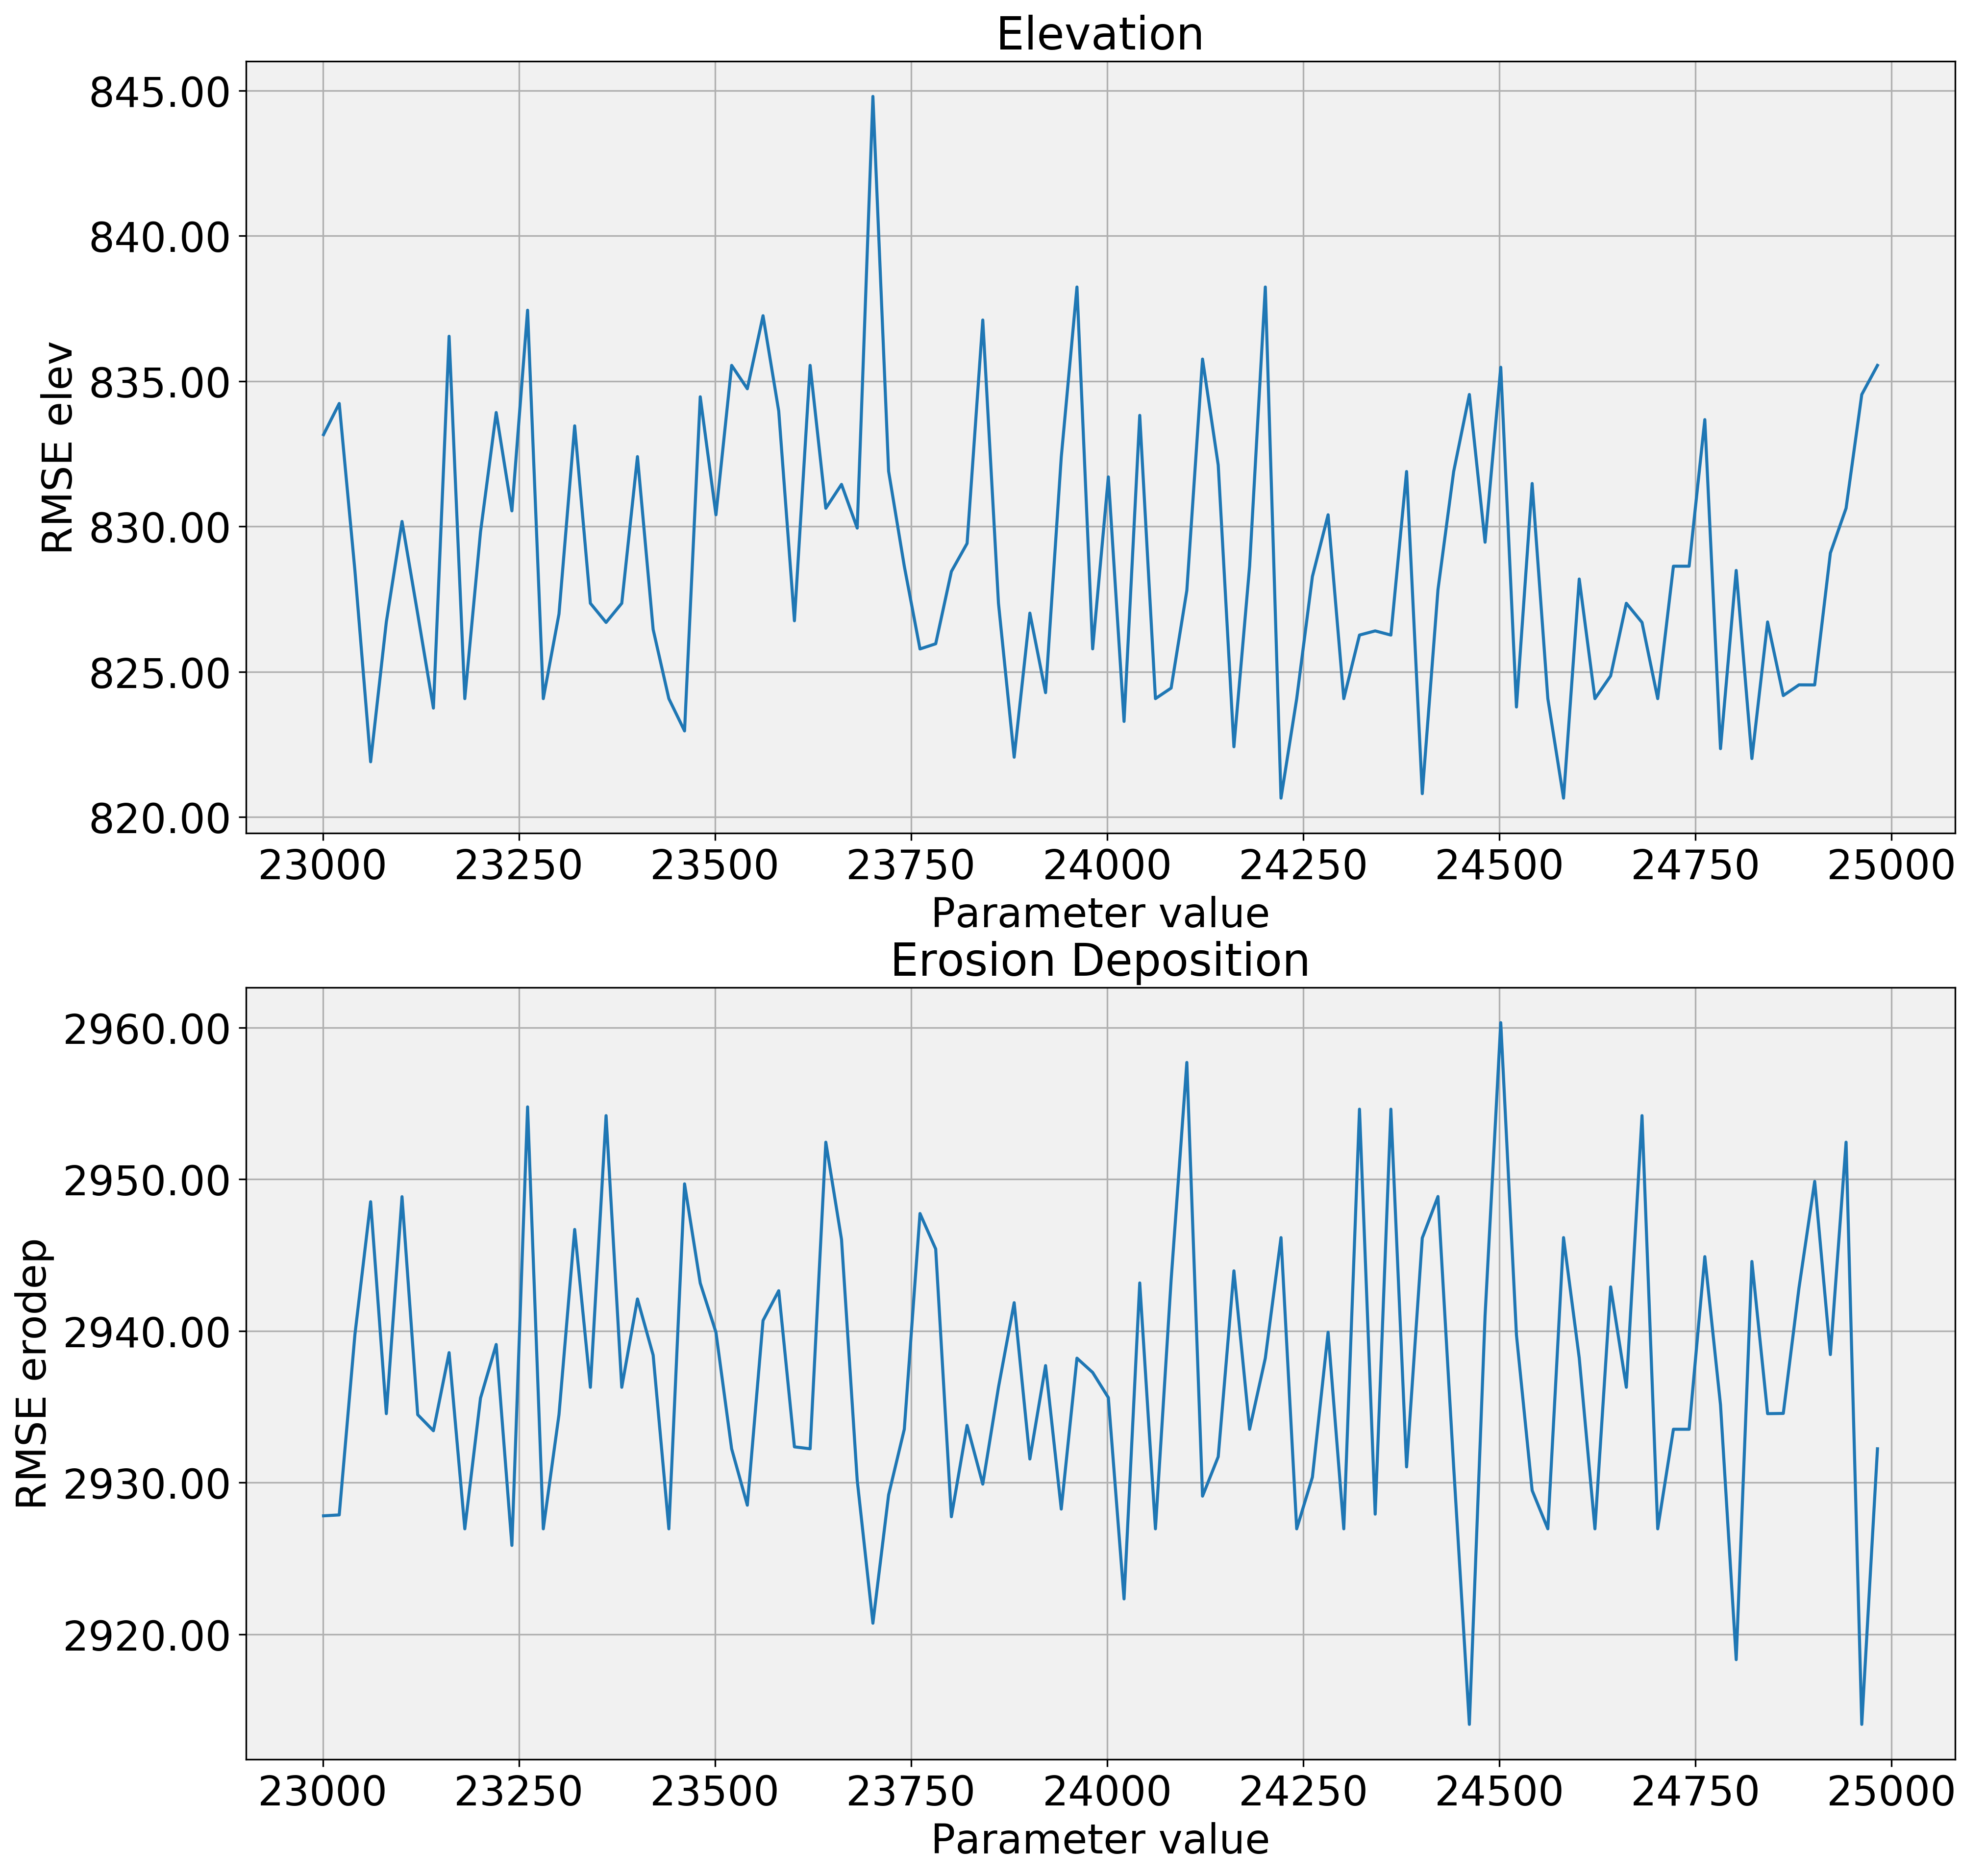 Elevation
RMSE elev
845.00
840.00
835.00
830.00
825.00
820.00
23000 23250 23500 23750 24000 24250 24500 24750 25000
Parameter value
Erosion Deposition
RMSE erodep
2960.00
2950.00
2940.00
2930.00
2920.00
23000 23250 23500 23750 24000 24250 24500 24750 25000
Parameter value